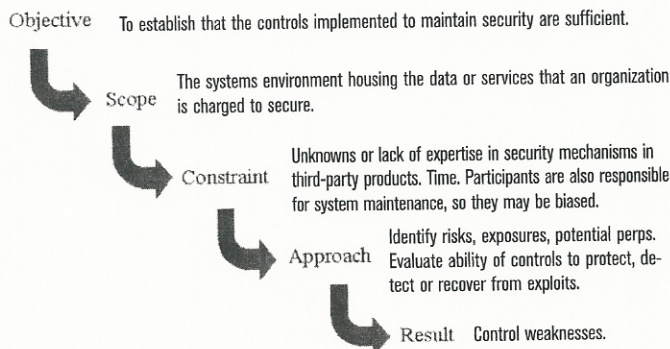 Objective To establish that the controls implemented to maintain security are sufficient.
Scope The systems environment housing the data or services that an organization
is charged to secure.
Constraint Unknowns or lack of expertise in security mechanisms in
third-party products. Time. Participants are also responsible
for system maintenance, so they may be biased.
Approach Identify risks, exposures, potential perps.
Evaluate ability of controls to protect, de-
tect or recover from exploits.
Result Control weaknesses.